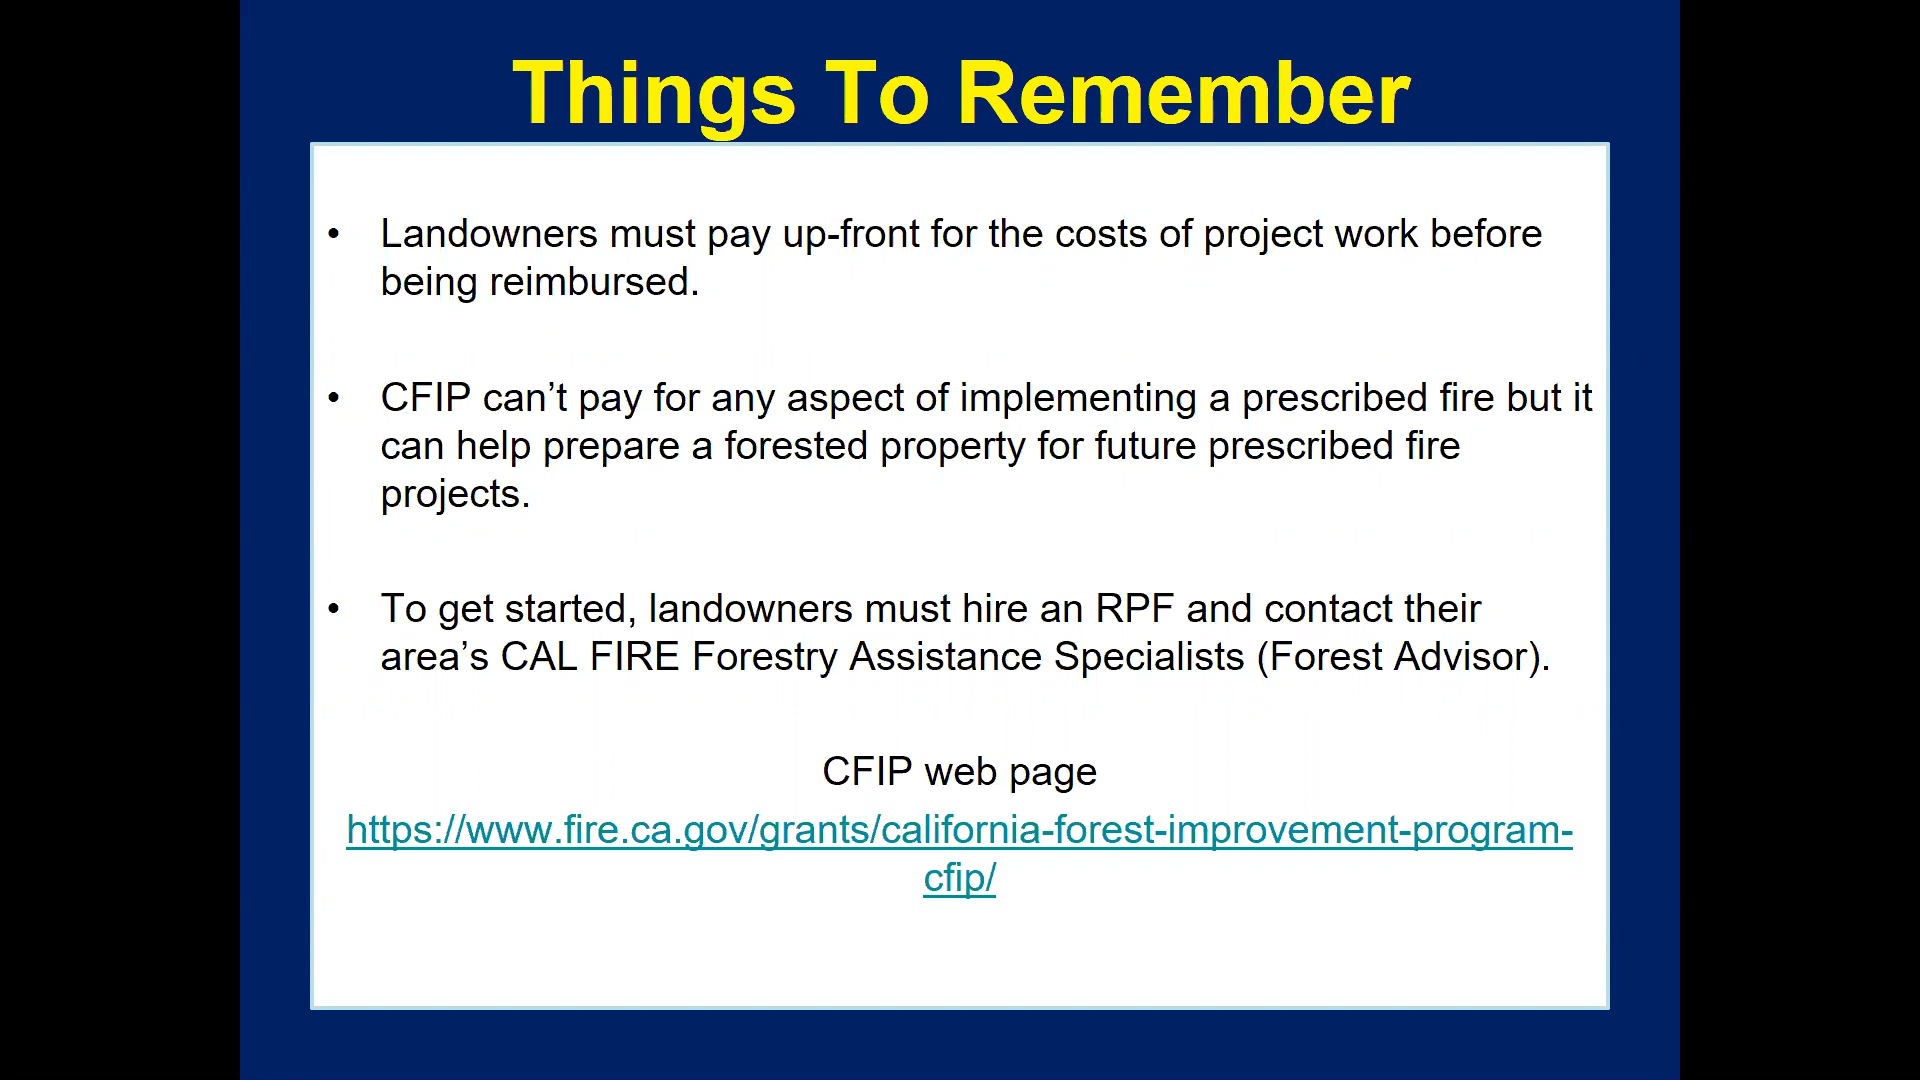 Things To Remember
• Landowners must pay up-front for the costs of project work before
being reimbursed.
• CFIP can’t pay for any aspect of implementing a prescribed fire but it
can help prepare a forested property for future prescribed fire
projects.
• To get started, landowners must hire an RPF and contact their
area’s CAL FIRE Forestry Assistance Specialists (Forest Advisor).
CFIP web page
https://www.fire.ca.gov/grants/california-forest-improvement-program-
cfip/